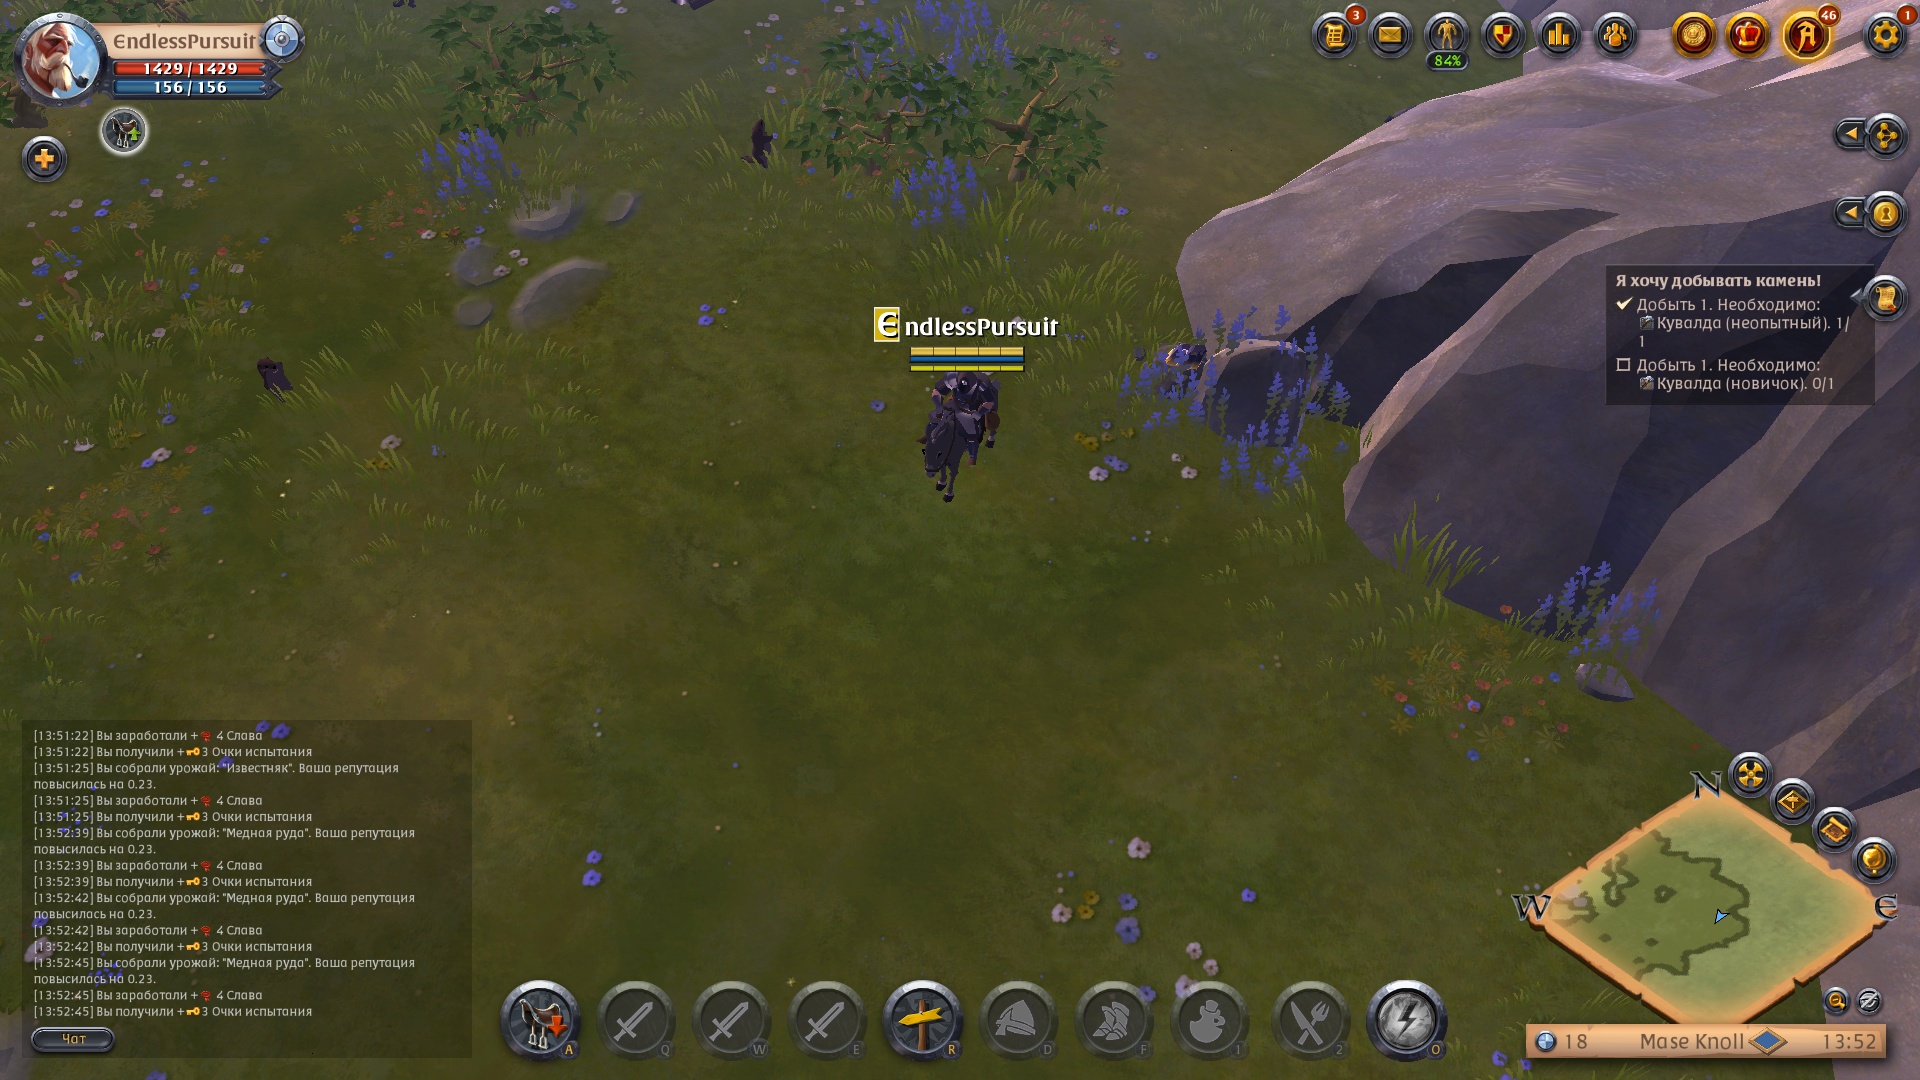 EndlessPursuit
1429 / 1429
156 / 156
3
84%
46
1
Я хочу добывать камень!
Добыть 1. Необходимо:
Кувалда (неопытный). 1/
1
Добыть 1. Необходимо:
Кувалда (новичок). 0/1
EndlessPursuit
[13:51:22] Вы заработали + 4 Слава
[13:51:22] Вы получили + 3 Очки испытания
[13:51:25] Вы собрали урожай: "Известняк". Ваша репутация
повысилась на 0.23.
[13:51:25] Вы заработали + 4 Слава
[13:51:25] Вы получили + 3 Очки испытания
[13:52:39] Вы собрали урожай: "Медная руда". Ваша репутация
повысилась на 0.23.
[13:52:39] Вы заработали + 4 Слава
[13:52:39] Вы получили + 3 Очки испытания
[13:52:42] Вы собрали урожай: "Медная руда". Ваша репутация
повысилась на 0.23.
[13:52:42] Вы заработали + 4 Слава
[13:52:42] Вы получили + 3 Очки испытания
[13:52:45] Вы собрали урожай: "Медная руда". Ваша репутация
повысилась на 0.23.
[13:52:45] Вы заработали + 4 Слава
[13:52:45] Вы получили + 3 Очки испытания
Чат
A
Q
W
E
R
D
F
1
2
O
N
W
E
18 Mase Knoll 13:52